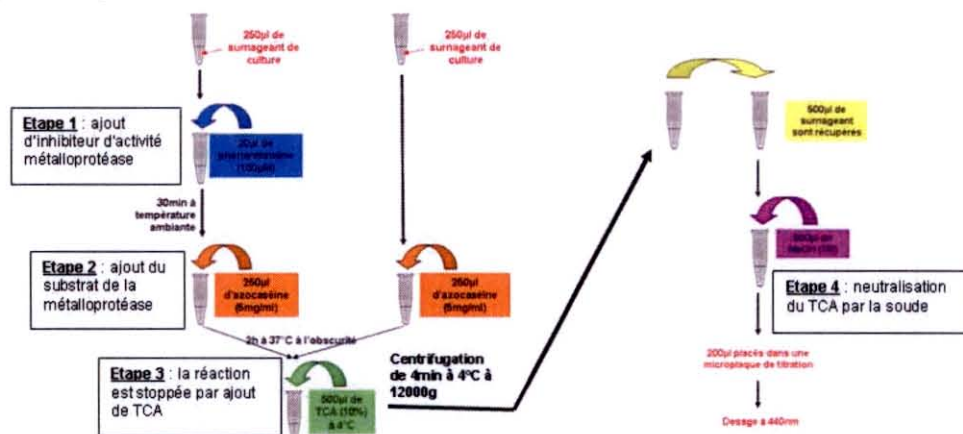 250µl de
surnageant de
culture
250µl de
surnageant de
culture
Etape 1 : ajout
d'inhibiteur d'activité
métalloprotéase
30min à
température
ambiante
Etape 2 : ajout du
substrat de la
métalloprotéase
250µl
d'azocaséine
(5mg/ml)
250µl
d'azocaséine
(5mg/ml)
2h à 37°C à l'obscurité
Etape 3 : la réaction
est stoppée par ajout
de TCA
500µl de
TCA (10%)
à 4°C
Centrifugation
de 4min à 4°C à
12000g
500µl de
surnageant
sont récupérés
Etape 4 : neutralisation
du TCA par la soude
200µl placés dans une
microplaque de titration
Dosage à 440nm